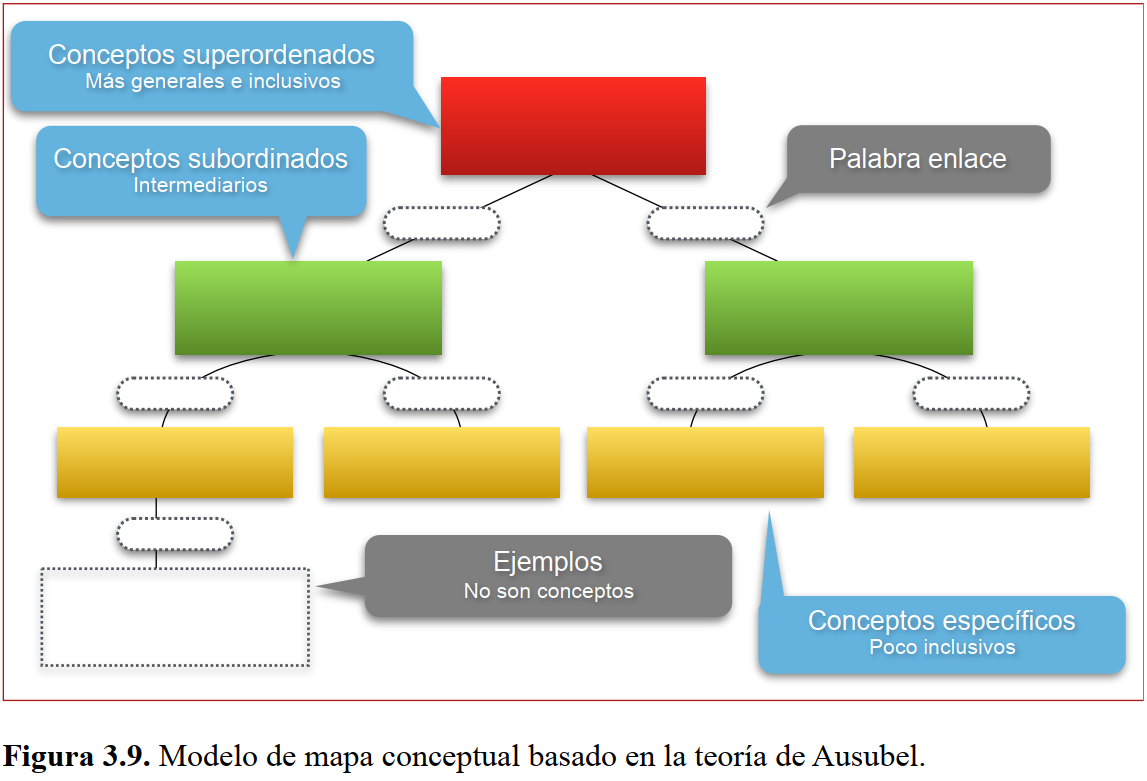 Conceptos superordenados
Más generales e inclusivos
Conceptos subordinados
Intermediarios
Palabra enlace
Ejemplos
No son conceptos
Conceptos específicos
Poco inclusivos
Figura 3.9. Modelo de mapa conceptual basado en la teoría de Ausubel.